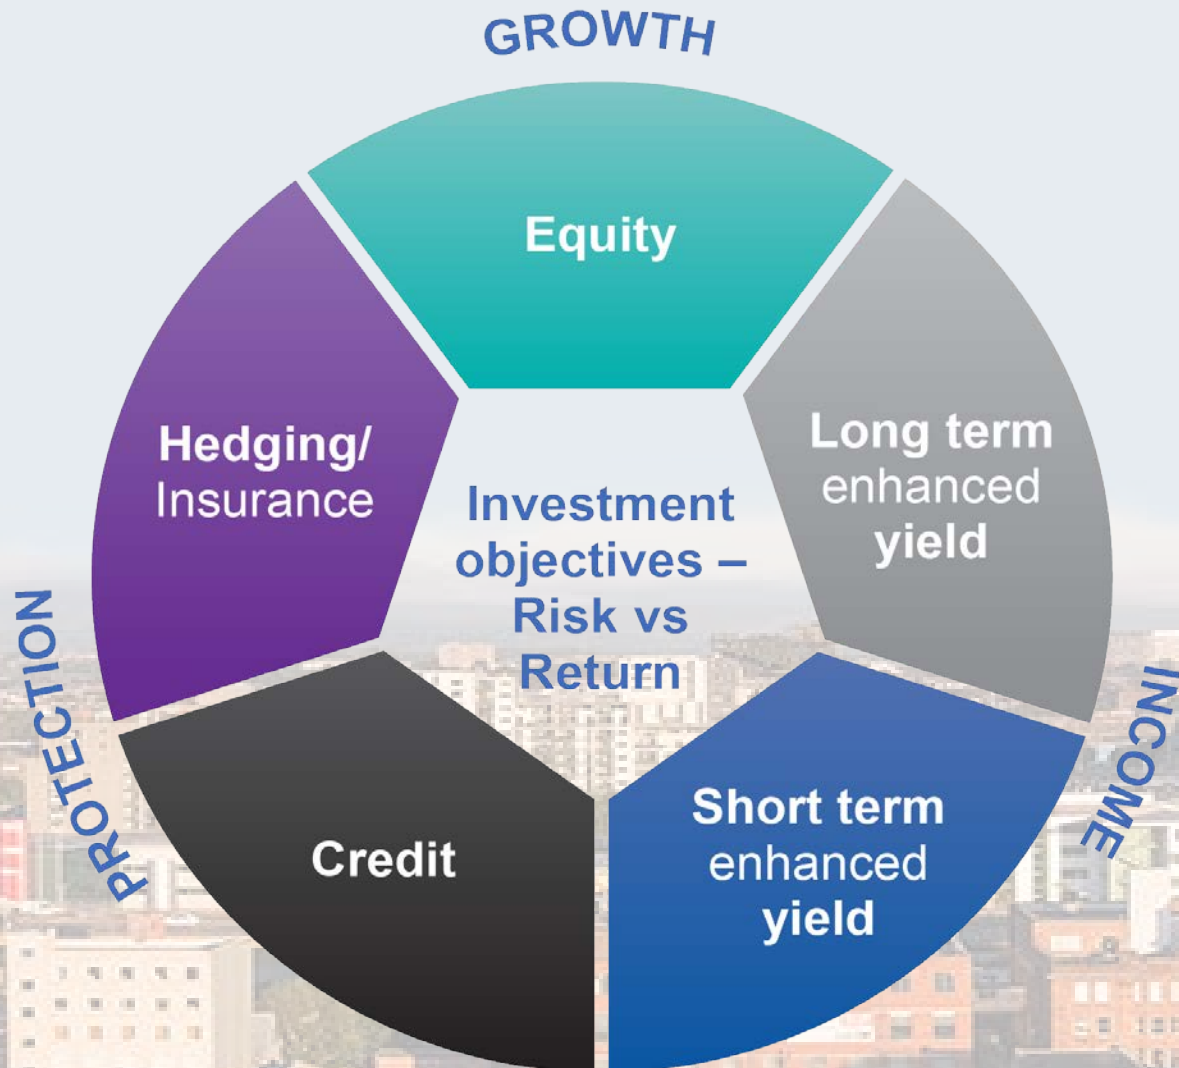 GROWTH
Equity
Hedging/
Insurance
Long term
enhanced
yield
Investment
objectives –
Risk vs
Return
PROTECTION
INCOME
Credit
Short term
enhanced
yield